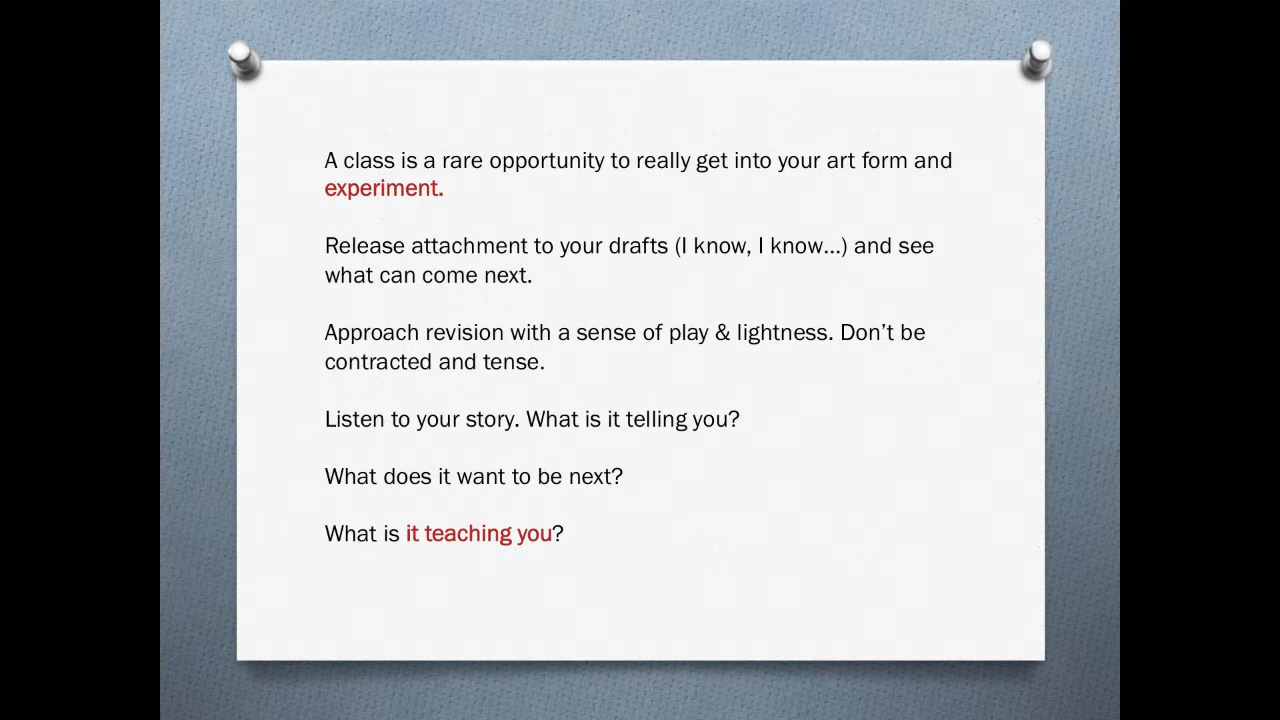 A class is a rare opportunity to really get into your art form and
experiment.
Release attachment to your drafts (I know, I know...) and see
what can come next.
Approach revision with a sense of play & lightness. Don’t be
contracted and tense.
Listen to your story. What is it telling you?
What does it want to be next?
What is it teaching you?